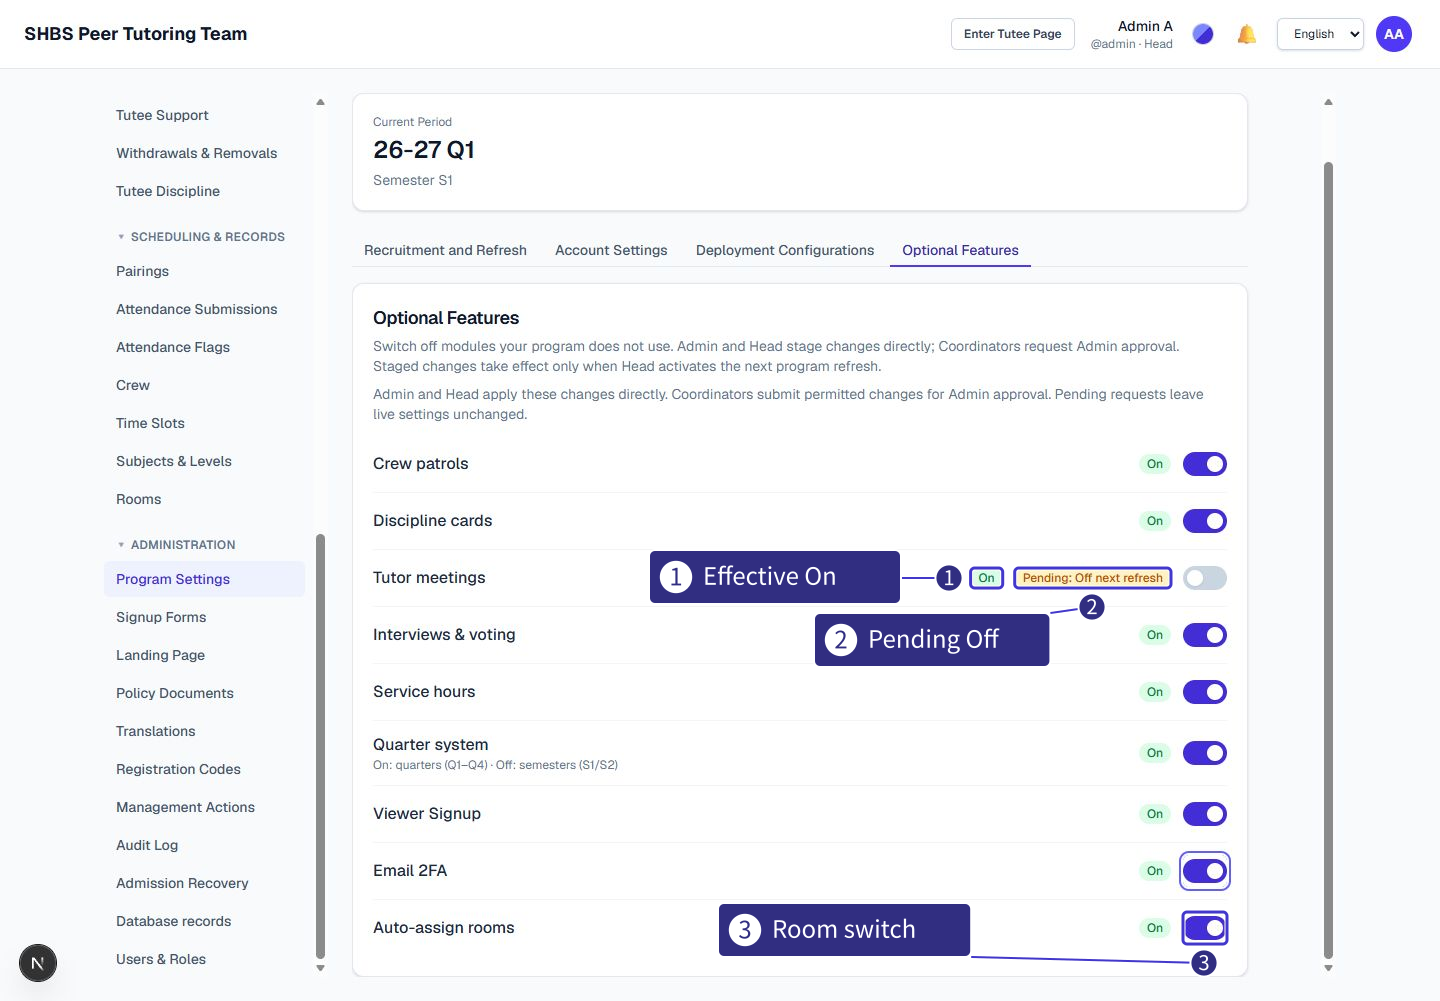 SHBS Peer Tutoring Team
Enter Tutee Page
Admin A
@admin · Head
English
AA
Tutee Support
Withdrawals & Removals
Tutee Discipline
SCHEDULING & RECORDS
Pairings
Attendance Submissions
Attendance Flags
Crew
Time Slots
Subjects & Levels
Rooms
ADMINISTRATION
Program Settings
Signup Forms
Landing Page
Policy Documents
Translations
Registration Codes
Management Actions
Audit Log
Admission Recovery
Database records
Users & Roles
N
Current Period
26-27 Q1
Semester S1
Recruitment and Refresh
Account Settings
Deployment Configurations
Optional Features
Optional Features
Switch off modules your program does not use. Admin and Head stage changes directly; Coordinators request Admin approval.
Staged changes take effect only when Head activates the next program refresh.
Admin and Head apply these changes directly. Coordinators submit permitted changes for Admin approval. Pending requests leave
live settings unchanged.
Crew patrols
On
Discipline cards
On
Tutor meetings
1 Effective On
1
On
Pending: Off next refresh
2
2 Pending Off
Interviews & voting
On
Service hours
On
Quarter system
On: quarters (Q1–Q4) · Off: semesters (S1/S2)
On
Viewer Signup
On
Email 2FA
On
Auto-assign rooms
3 Room switch
On
3